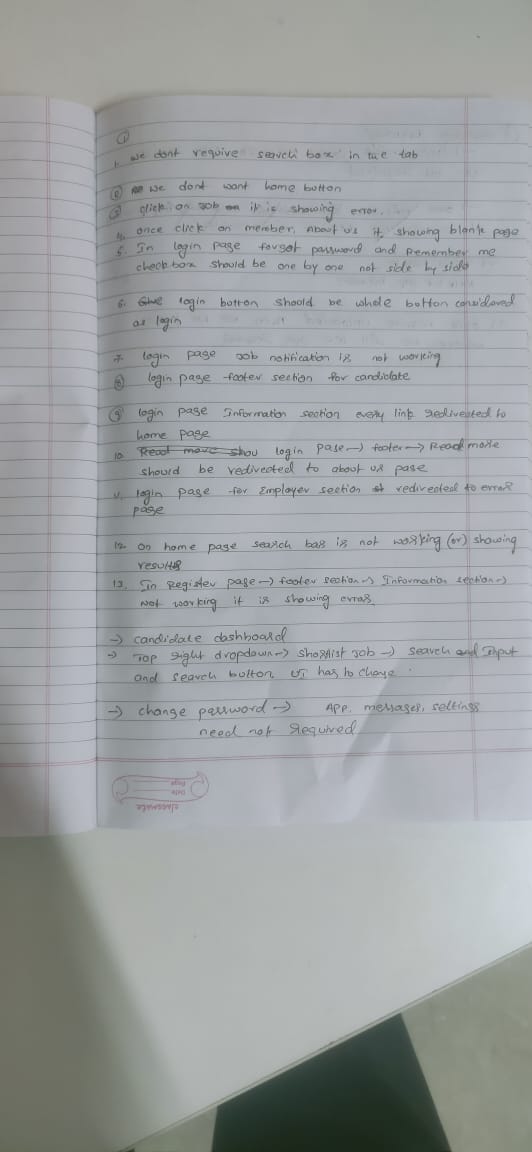 1
1. we dont require search box in the tab
2 we dont want home botton
3 click on Job it is showing error.
4. once click on member, About us it showing blank page
5. In login page forgot password and Remember me
check box should be one by one not side by side
6. login botton should be whole botton considered
as login
7. login page Job notification is not working
8 login page footer section for candidate
9 login page Information section every link redirected to
home page
10. login page → footer → Read more
should be redirected to about us page
11. login page for Employer section redirected to error
page
12. On home page search bar is not working (or) showing
results
13. In Register page → footer section → Information section →
Not working it is showing error.
→ candidate dashboard
→ Top right dropdown → shortlist Job → search and Input
and search button UI has to change.
→ change password → App, messages, settings
need not required
classmate
Date
Page